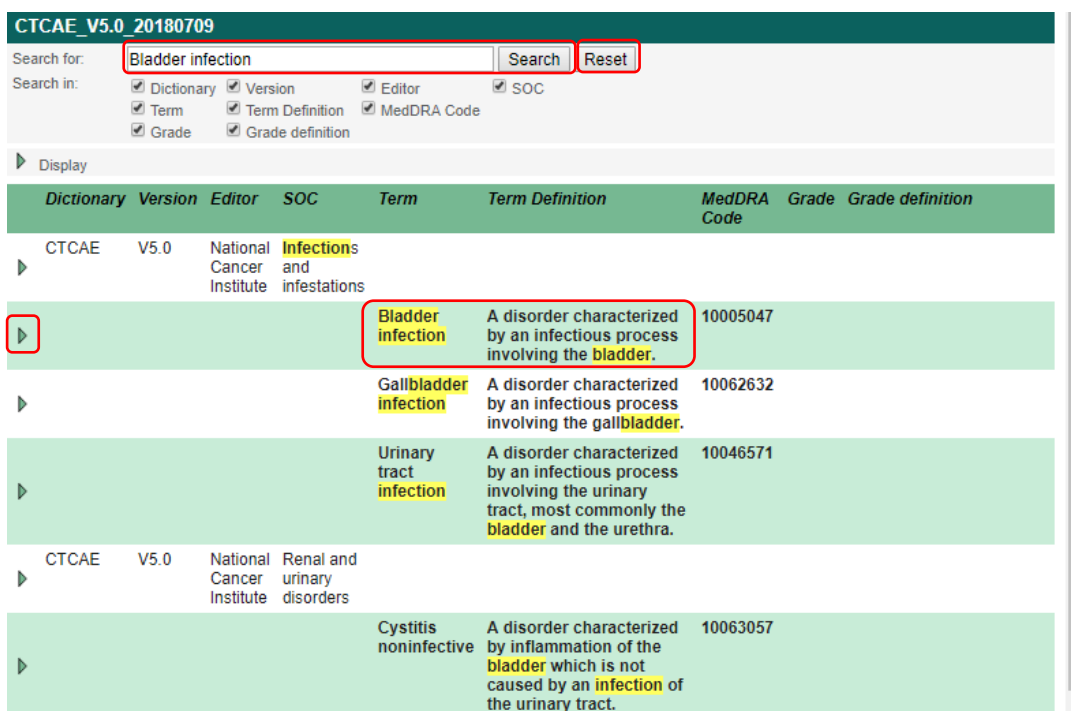 CTCAE_V5.0_20180709
Search for: Bladder infection Search Reset
Search in: Dictionary Version Editor SOC
Term Term Definition MedDRA Code
Grade Grade definition
Display
Dictionary Version Editor SOC Term Term Definition MedDRA Grade Grade definition
Code
CTCAE V5.0 National Infections
Cancer and
Institute infestations
Bladder A disorder characterized 10005047
infection by an infectious process
involving the bladder.
Gallbladder A disorder characterized 10062632
infection by an infectious process
involving the gallbladder.
Urinary A disorder characterized 10046571
tract by an infectious process
infection involving the urinary
tract, most commonly the
bladder and the urethra.
CTCAE V5.0 National Renal and
Cancer urinary
Institute disorders
Cystitis A disorder characterized 10063057
noninfective by inflammation of the
bladder which is not
caused by an infection of
the urinary tract.